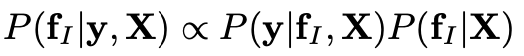 P(𝐟_I|𝐲, 𝐗) ∝ P(𝐲|𝐟_I, 𝐗)P(𝐟_I|𝐗)